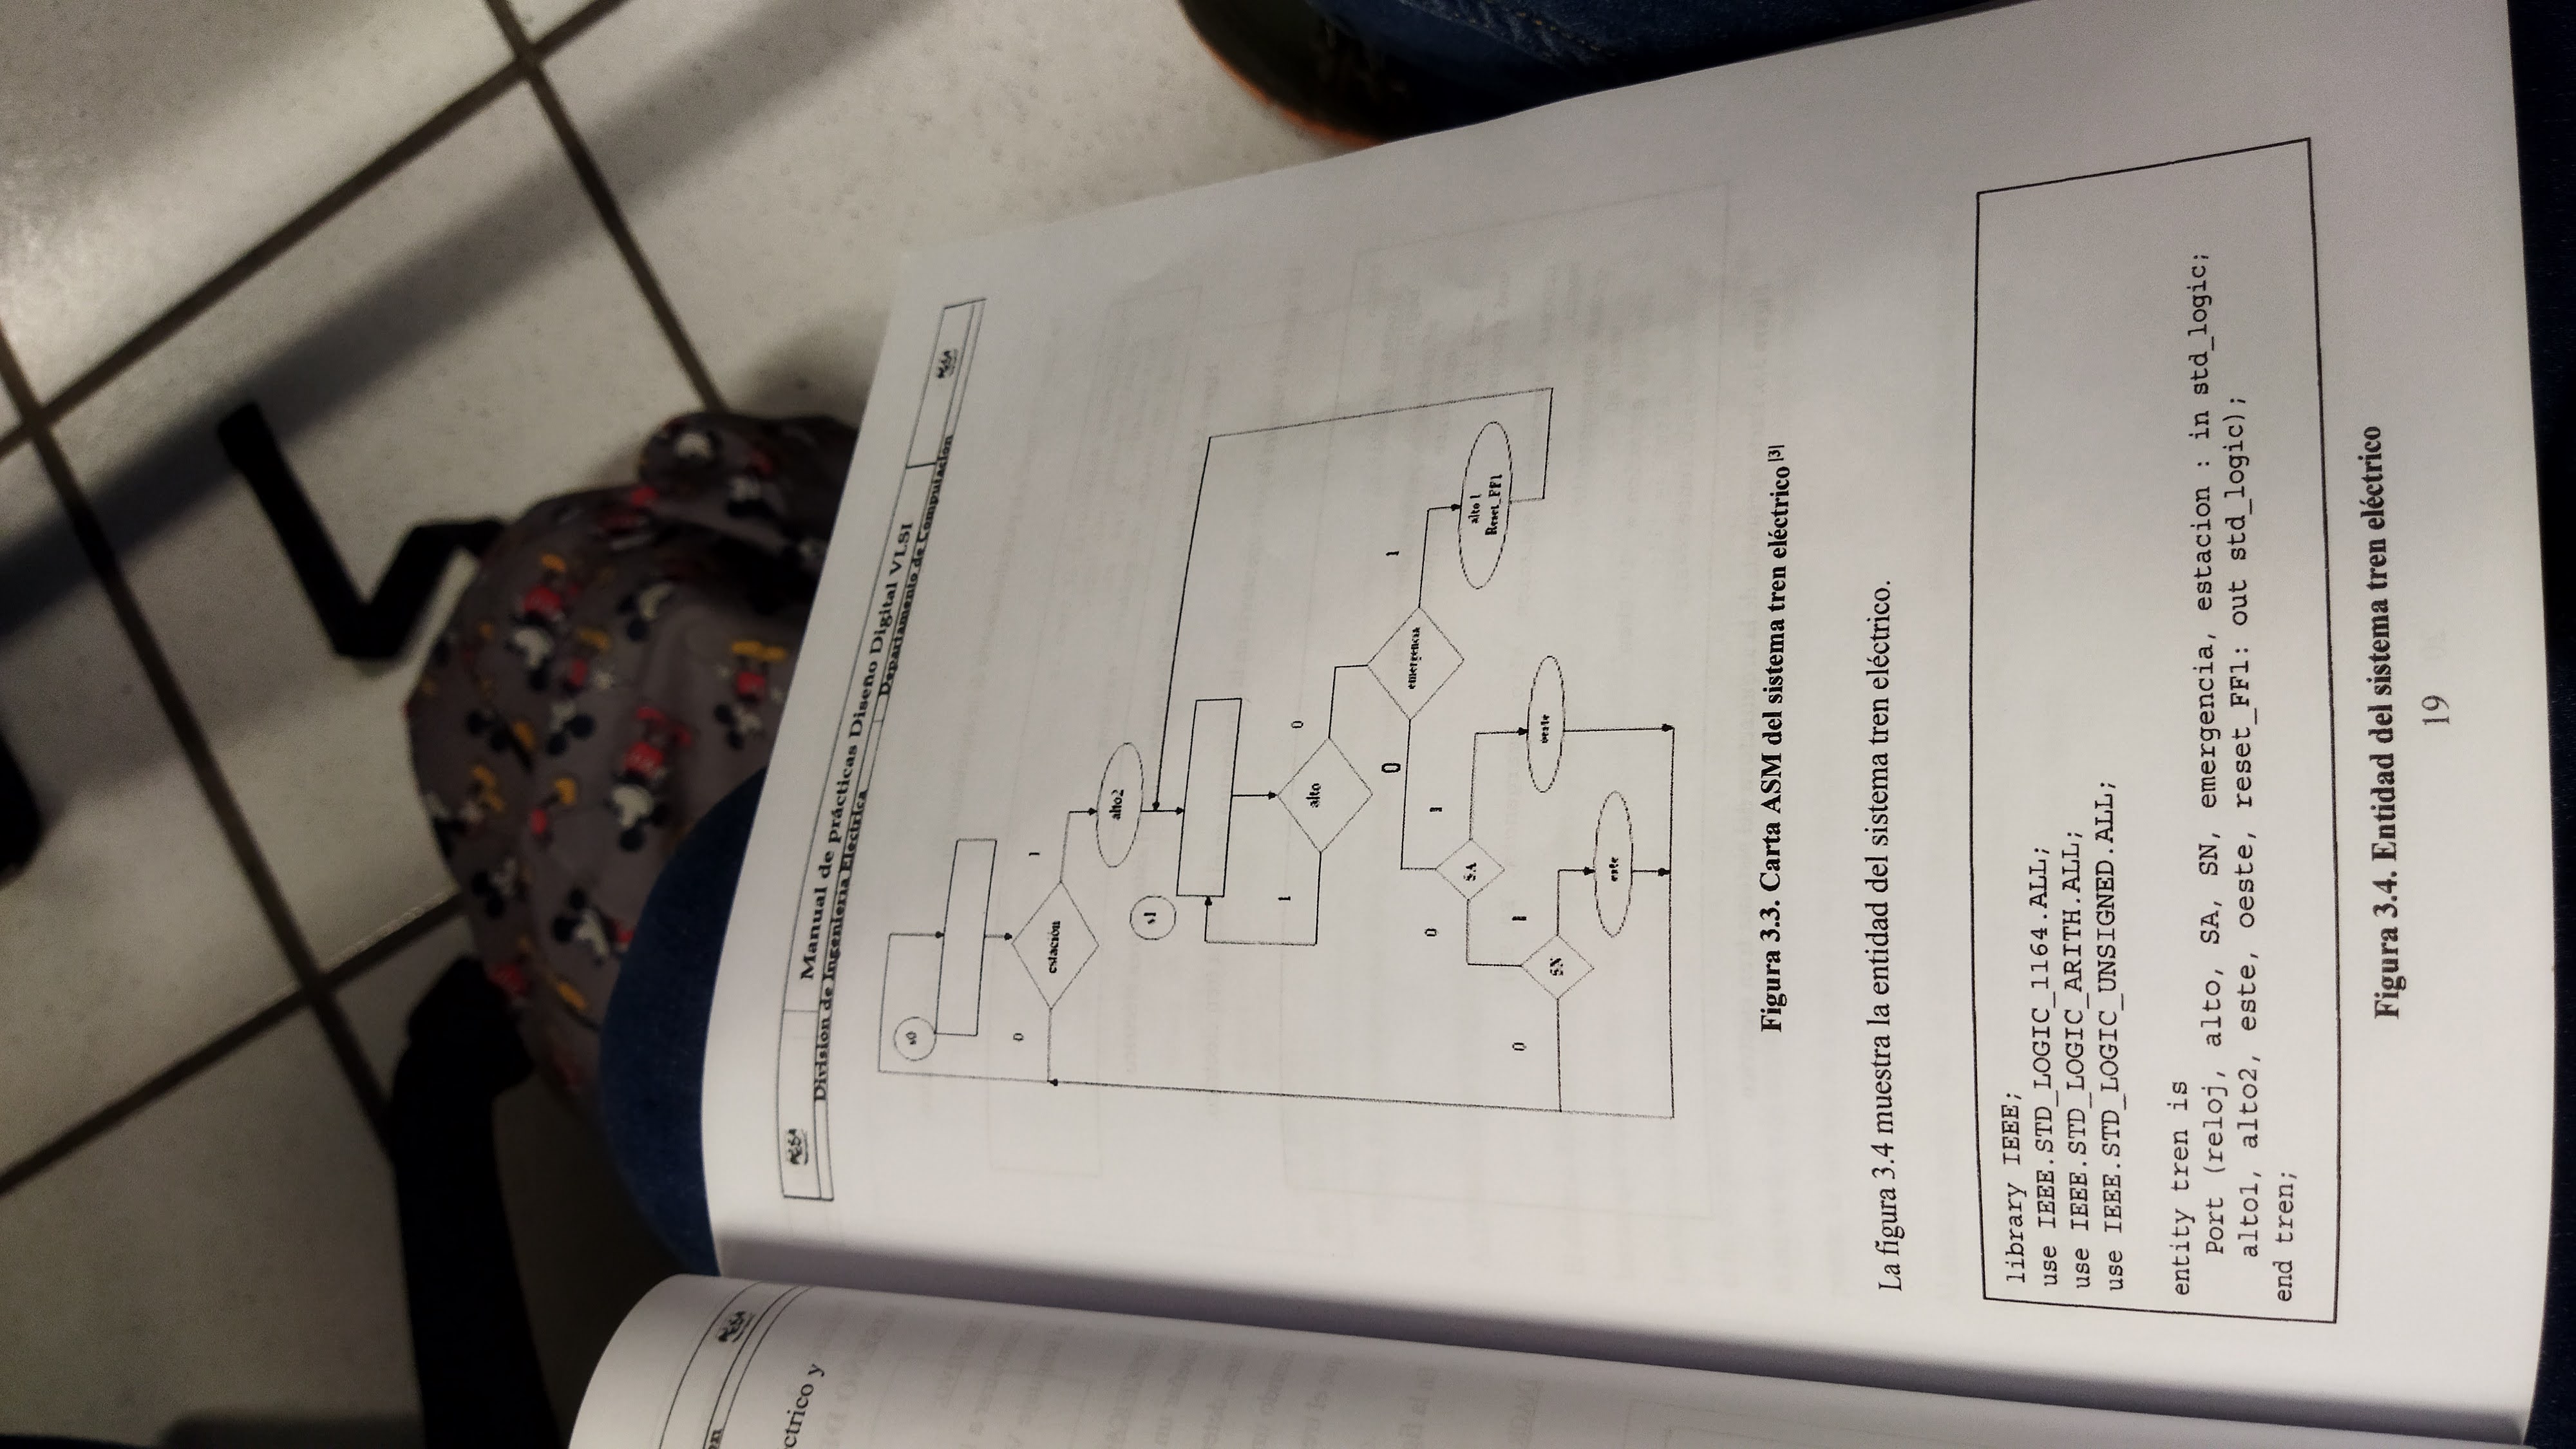 ctrico y
Manual de prácticas Diseño Digital VLSI
División de Ingeniería Eléctrica
Departamento de Computación
s0
0
1
estación
alto2
s1
1
0
alto
0
1
emergencia
0
1
SA
alto 1
Reset_FF1
0
1
SN
oeste
este
Figura 3.3. Carta ASM del sistema tren eléctrico [3]
La figura 3.4 muestra la entidad del sistema tren eléctrico.
library IEEE;
use IEEE.STD_LOGIC_1164.ALL;
use IEEE.STD_LOGIC_ARITH.ALL;
use IEEE.STD_LOGIC_UNSIGNED.ALL;
entity tren is
Port (reloj, alto, SA, SN, emergencia, estacion : in std_logic;
alto1, alto2, este, oeste, reset_FF1: out std_logic);
end tren;
Figura 3.4. Entidad del sistema tren eléctrico
19